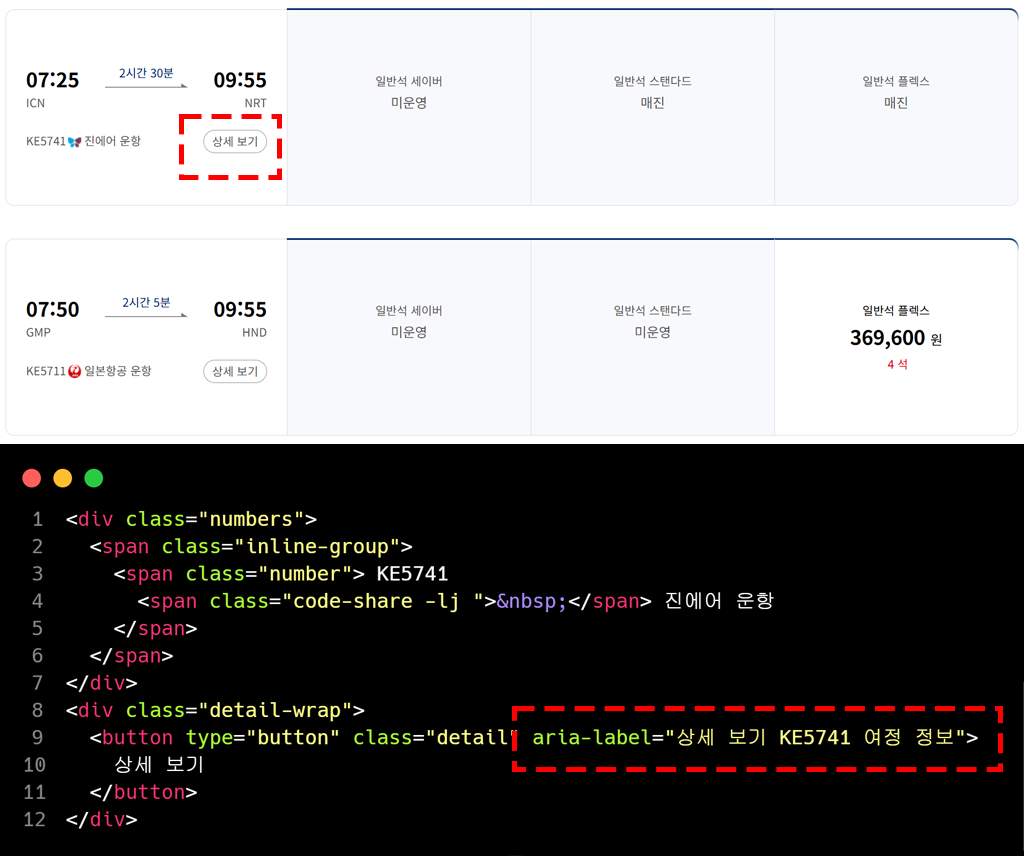 07:25 2시간 30분 09:55
ICN NRT
KE5741 진에어 운항 상세 보기
일반석 세이버
미운영
일반석 스탠다드
매진
일반석 플렉스
매진
07:50 2시간 5분 09:55
GMP HND
KE5711 일본항공 운항 상세 보기
일반석 세이버
미운영
일반석 스탠다드
미운영
일반석 플렉스
369,600 원
4 석
1 <div class="numbers">
2 <span class="inline-group">
3 <span class="number"> KE5741
4 <span class="code-share -lj ">&nbsp;</span> 진에어 운항
5 </span>
6 </span>
7 </div>
8 <div class="detail-wrap">
9 <button type="button" class="detail" aria-label="상세 보기 KE5741 여정 정보">
10 상세 보기
11 </button>
12 </div>